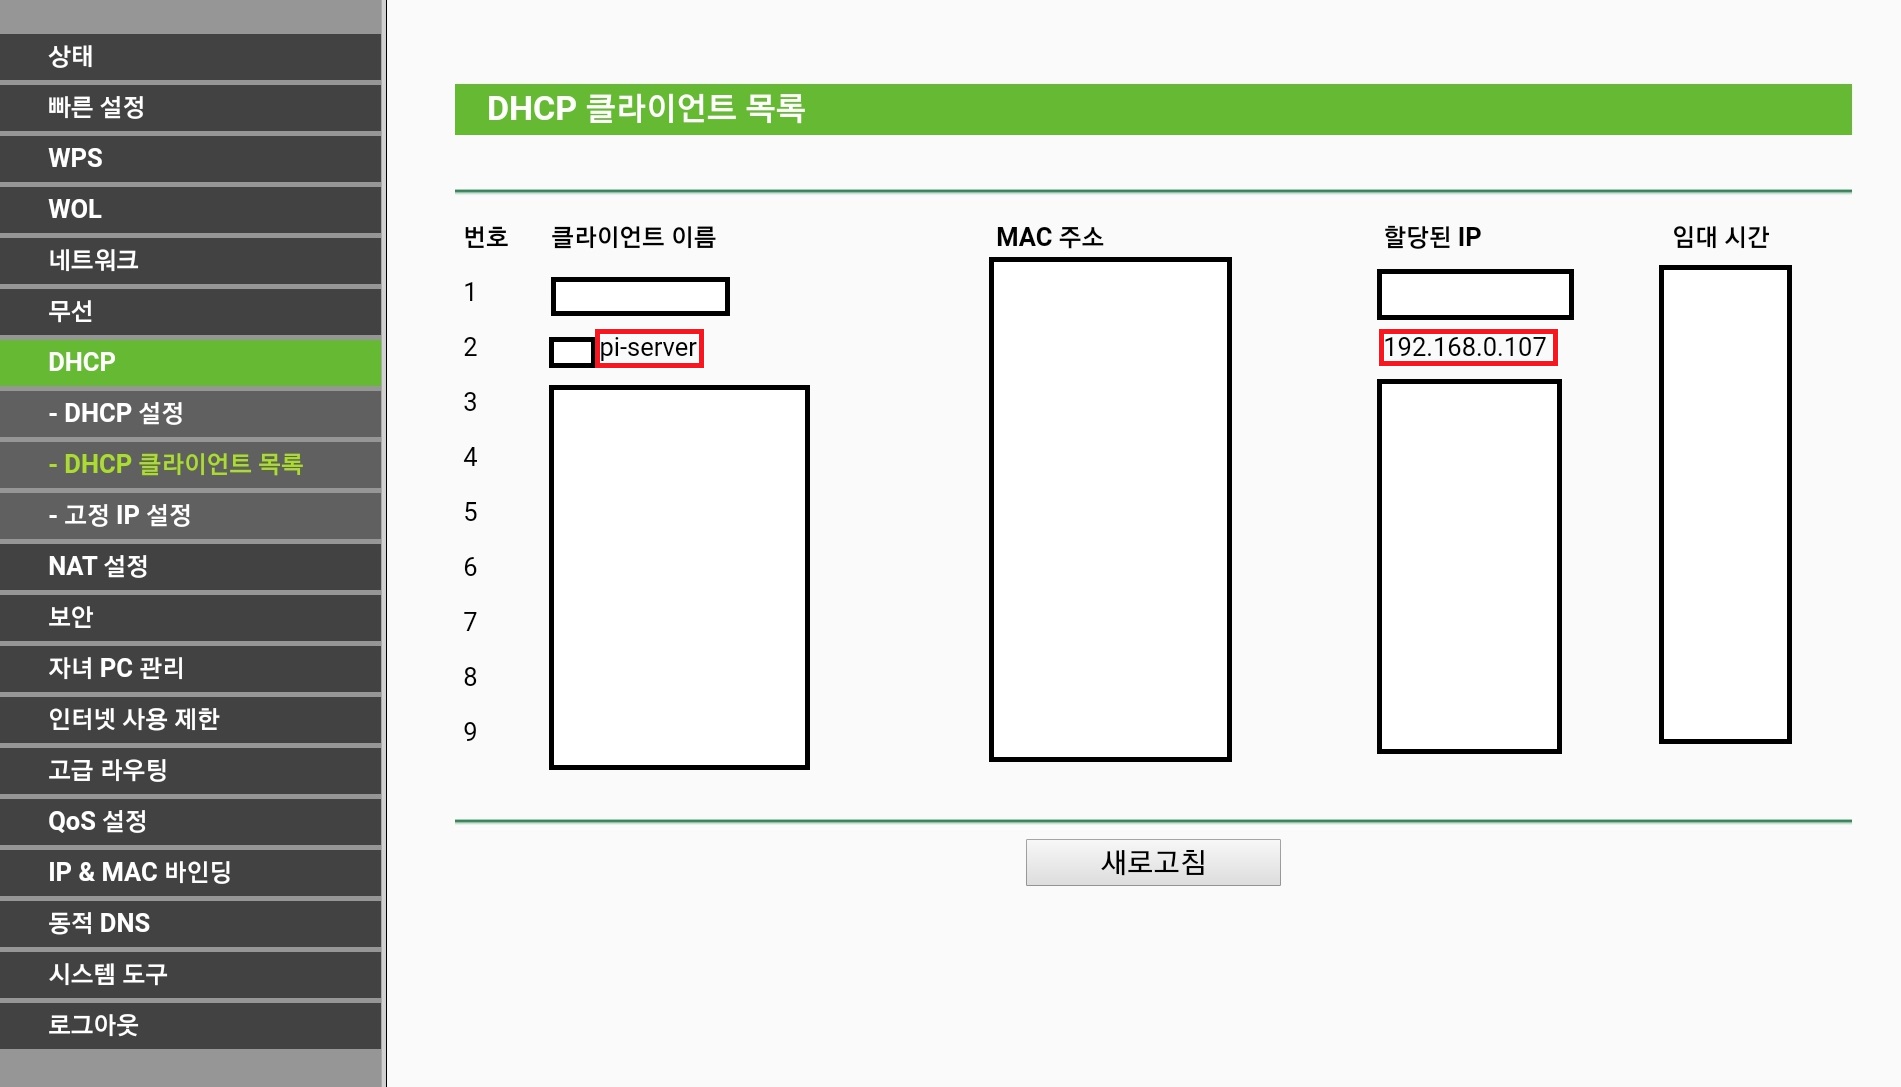 상태
빠른 설정
WPS
WOL
네트워크
무선
DHCP
- DHCP 설정
- DHCP 클라이언트 목록
- 고정 IP 설정
NAT 설정
보안
자녀 PC 관리
인터넷 사용 제한
고급 라우팅
QoS 설정
IP & MAC 바인딩
동적 DNS
시스템 도구
로그아웃
DHCP 클라이언트 목록
번호 클라이언트 이름 MAC 주소 할당된 IP 임대 시간
1
2 pi-server 192.168.0.107
3
4
5
6
7
8
9
새로고침